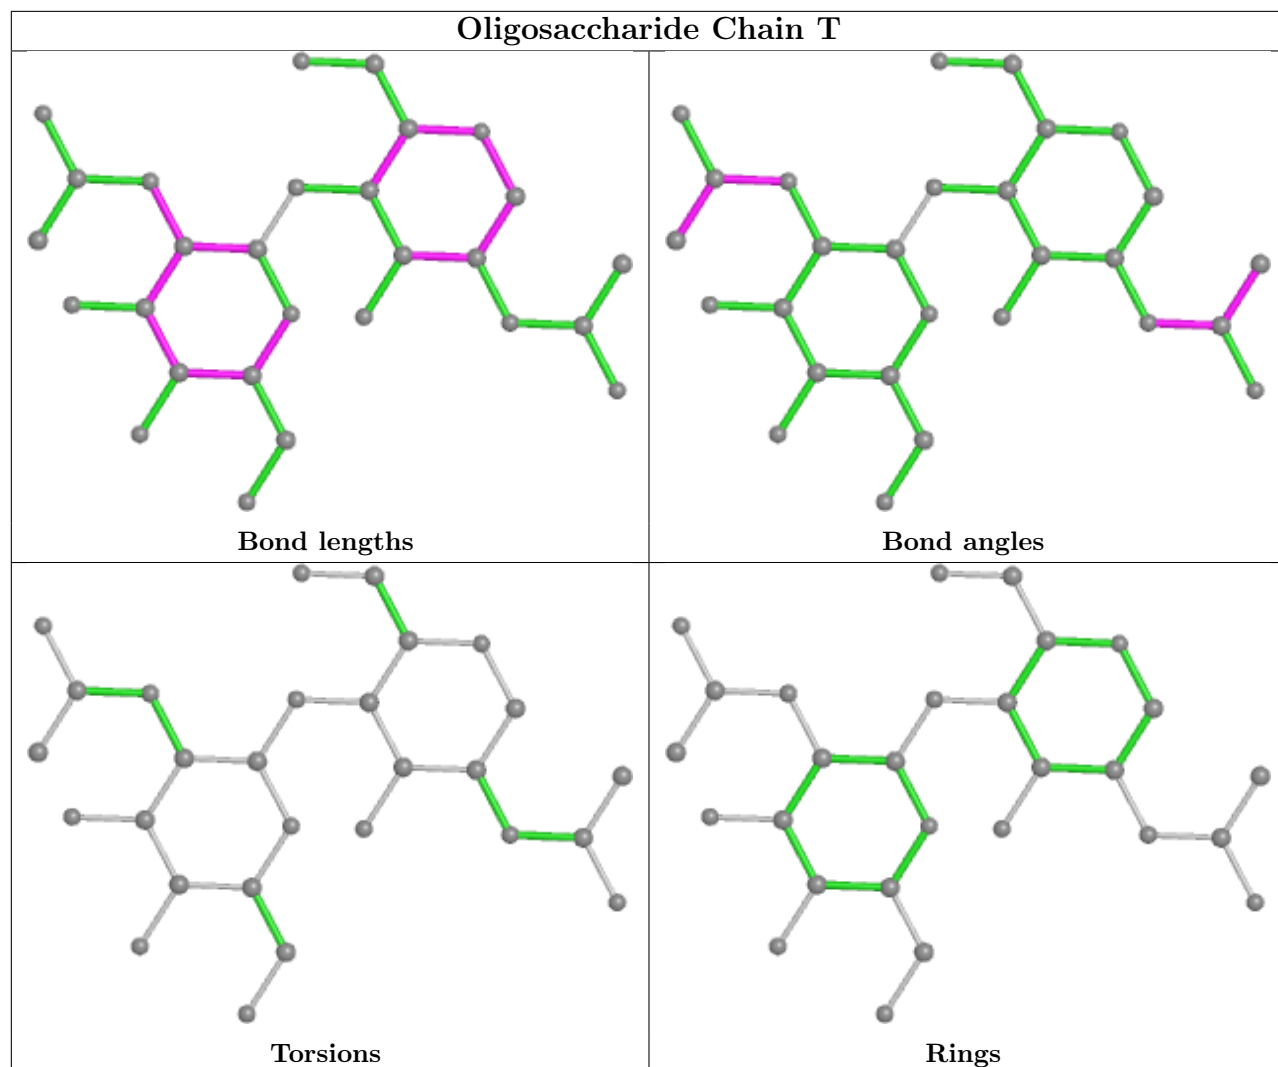 Oligosaccharide Chain T
Bond lengths
Bond angles
Torsions
Rings